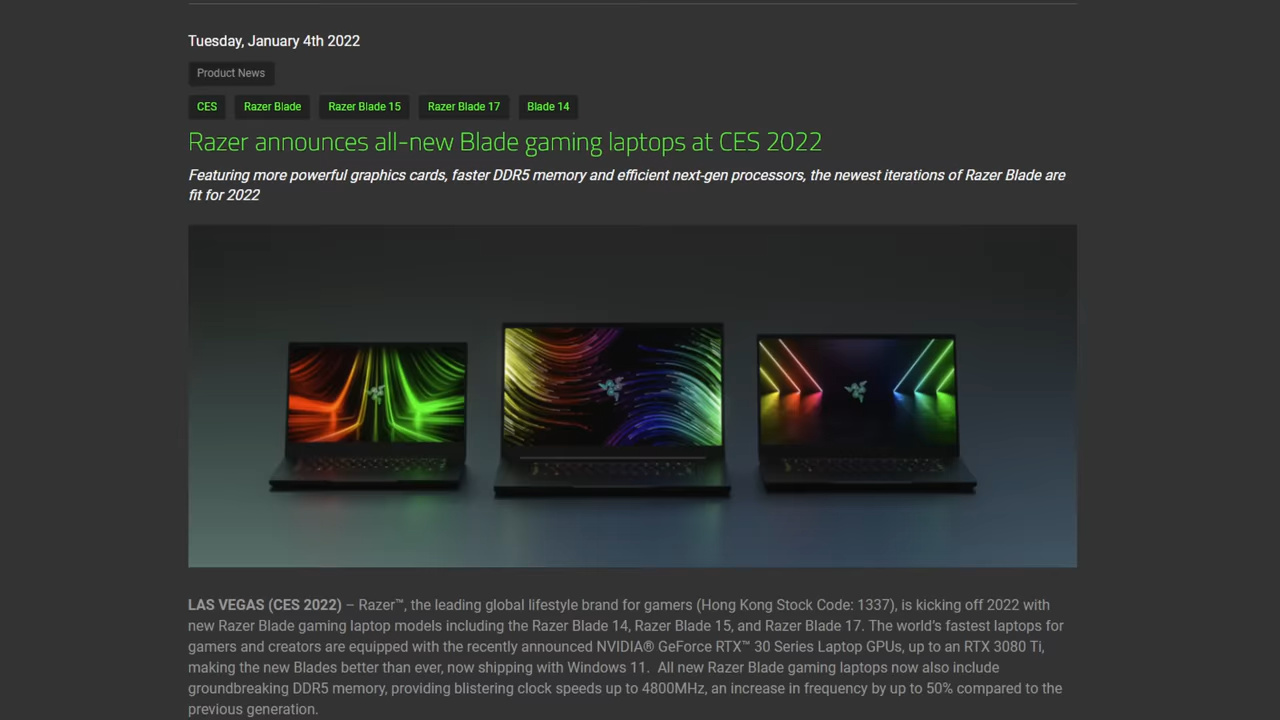 Tuesday, January 4th 2022
Product News
CES Razer Blade Razer Blade 15 Razer Blade 17 Blade 14
Razer announces all-new Blade gaming laptops at CES 2022
Featuring more powerful graphics cards, faster DDR5 memory and efficient next-gen processors, the newest iterations of Razer Blade are
fit for 2022
LAS VEGAS (CES 2022) – Razer™, the leading global lifestyle brand for gamers (Hong Kong Stock Code: 1337), is kicking off 2022 with
new Razer Blade gaming laptop models including the Razer Blade 14, Razer Blade 15, and Razer Blade 17. The world's fastest laptops for
gamers and creators are equipped with the recently announced NVIDIA® GeForce RTX™ 30 Series Laptop GPUs, up to an RTX 3080 Ti,
making the new Blades better than ever, now shipping with Windows 11. All new Razer Blade gaming laptops now also include
groundbreaking DDR5 memory, providing blistering clock speeds up to 4800MHz, an increase in frequency by up to 50% compared to the
previous generation.